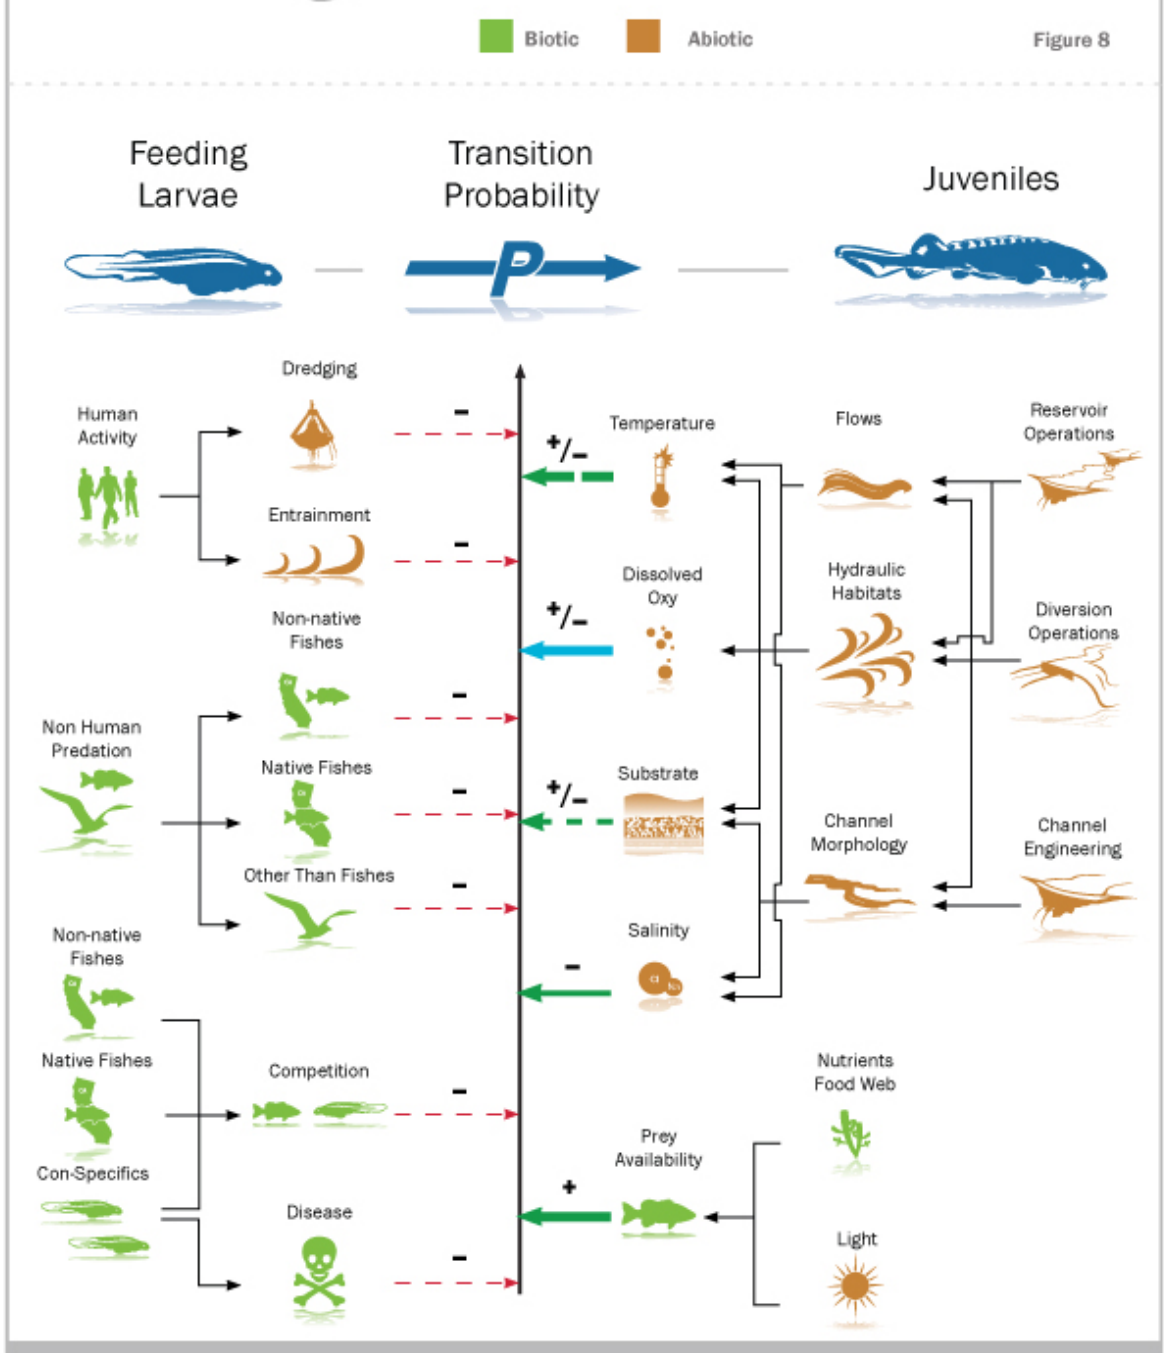 Biotic
Abiotic
Figure 8
Feeding
Larvae
Transition
Probability
Juveniles
P
Dredging
Human
Activity
Entrainment
Non-native
Fishes
Non Human
Predation
Native Fishes
Other Than Fishes
Non-native
Fishes
Native Fishes
Con-Specifics
Competition
Disease
-
-
-
-
-
-
-
+/-
+/-
+/-
-
+
Temperature
Dissolved
Oxy
Substrate
Salinity
Cl
Na
Prey
Availability
Flows
Hydraulic
Habitats
Channel
Morphology
Nutrients
Food Web
Light
Reservoir
Operations
Diversion
Operations
Channel
Engineering